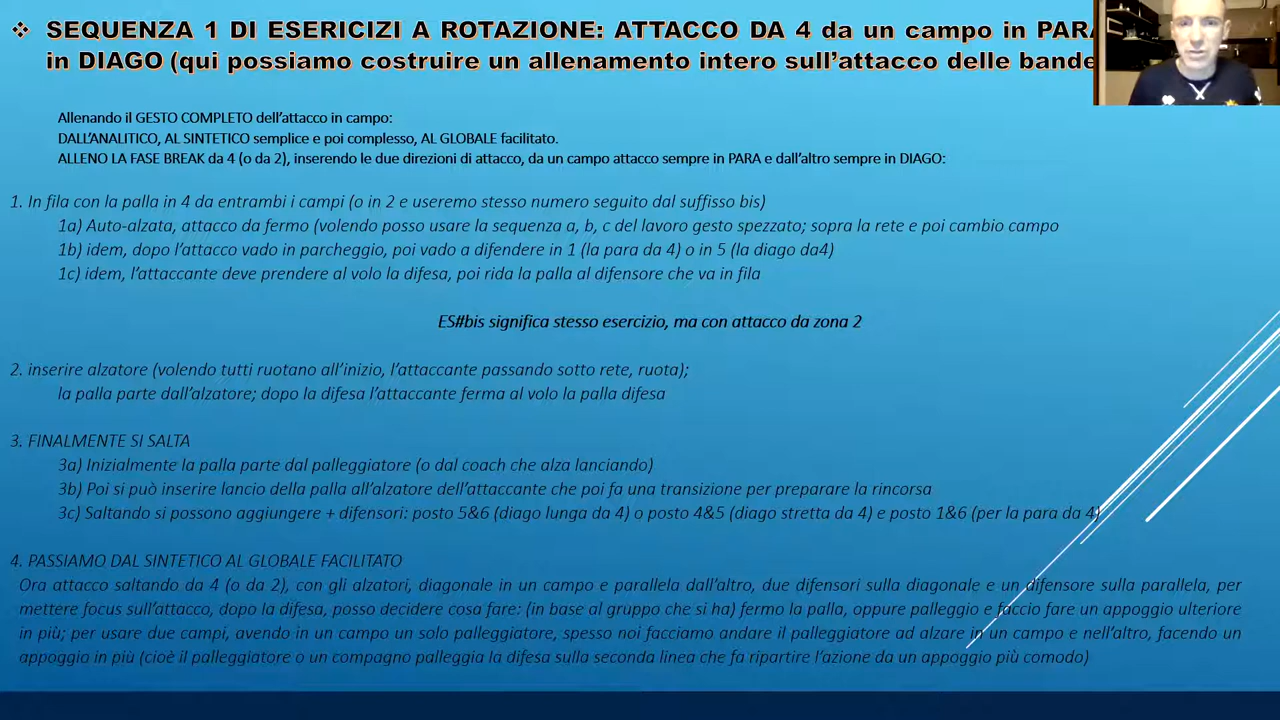 ❖ SEQUENZA 1 DI ESERICIZI A ROTAZIONE: ATTACCO DA 4 da un campo in PARA
in DIAGO (qui possiamo costruire un allenamento intero sull'attacco delle bande
Allenando il GESTO COMPLETO dell'attacco in campo:
DALL'ANALITICO, AL SINTETICO semplice e poi complesso, AL GLOBALE facilitato.
ALLENO LA FASE BREAK da 4 (o da 2), inserendo le due direzioni di attacco, da un campo attacco sempre in PARA e dall'altro sempre in DIAGO:
1. In fila con la palla in 4 da entrambi i campi (o in 2 e useremo stesso numero seguito dal suffisso bis)
1a) Auto-alzata, attacco da fermo (volendo posso usare la sequenza a, b, c del lavoro gesto spezzato; sopra la rete e poi cambio campo
1b) idem, dopo l'attacco vado in parcheggio, poi vado a difendere in 1 (la para da 4) o in 5 (la diago da4)
1c) idem, l'attaccante deve prendere al volo la difesa, poi rida la palla al difensore che va in fila
ES#bis significa stesso esercizio, ma con attacco da zona 2
2. inserire alzatore (volendo tutti ruotano all'inizio, l'attaccante passando sotto rete, ruota);
la palla parte dall'alzatore; dopo la difesa l'attaccante ferma al volo la palla difesa
3. FINALMENTE SI SALTA
3a) Inizialmente la palla parte dal palleggiatore (o dal coach che alza lanciando)
3b) Poi si può inserire lancio della palla all'alzatore dell'attaccante che poi fa una transizione per preparare la rincorsa
3c) Saltando si possono aggiungere + difensori: posto 5&6 (diago lunga da 4) o posto 4&5 (diago stretta da 4) e posto 1&6 (per la para da 4)
4. PASSIAMO DAL SINTETICO AL GLOBALE FACILITATO
Ora attacco saltando da 4 (o da 2), con gli alzatori, diagonale in un campo e parallela dall'altro, due difensori sulla diagonale e un difensore sulla parallela, per
mettere focus sull'attacco, dopo la difesa, posso decidere cosa fare: (in base al gruppo che si ha) fermo la palla, oppure palleggio e faccio fare un appoggio ulteriore
in più; per usare due campi, avendo in un campo un solo palleggiatore, spesso noi facciamo andare il palleggiatore ad alzare in un campo e nell'altro, facendo un
appoggio in più (cioè il palleggiatore o un compagno palleggia la difesa sulla seconda linea che fa ripartire l'azione da un appoggio più comodo)